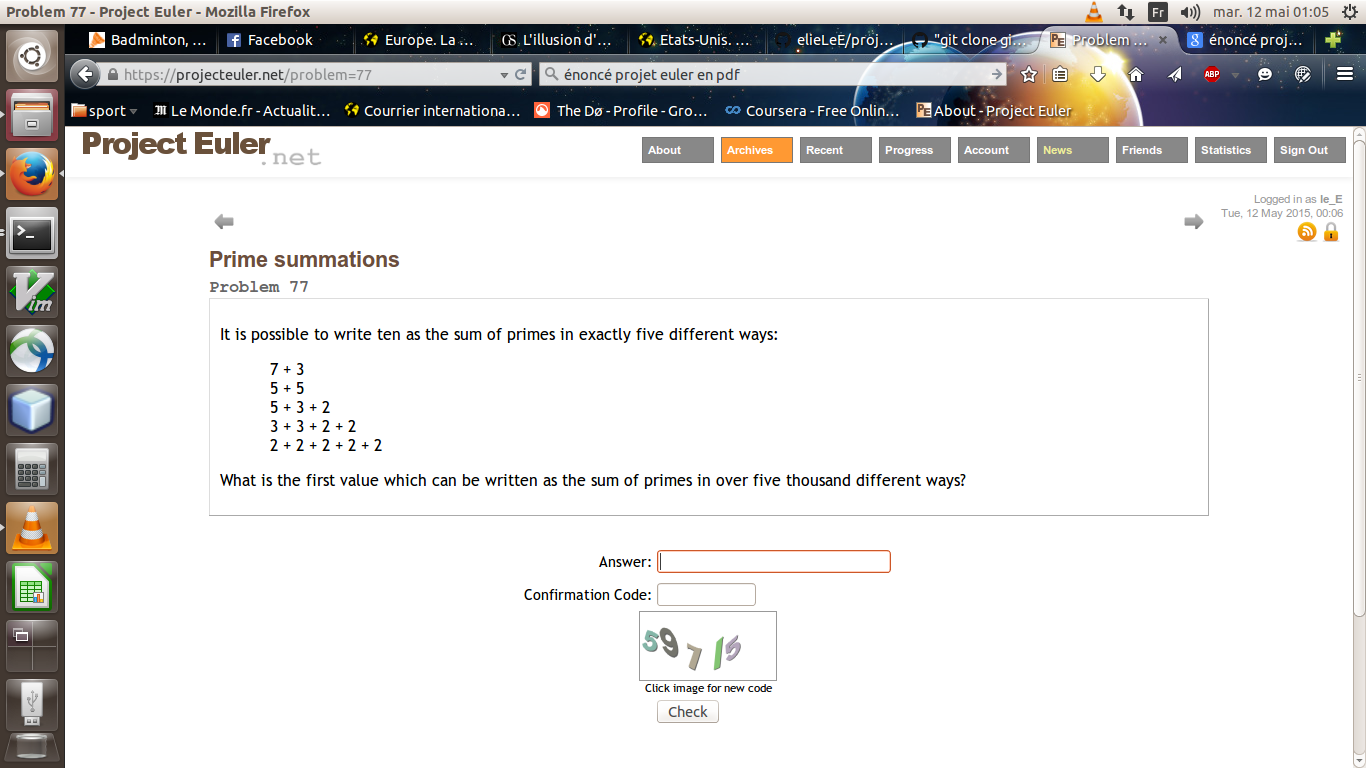 Problem 77 - Project Euler - Mozilla Firefox
Fr mar. 12 mai 01:05
Badminton, ... Facebook Europe. La ... L'illusion d'... Etats-Unis. ... elieLeE/proj... "git clone gi... Problem ... énoncé proj...
https://projecteuler.net/problem=77 énoncé projet euler en pdf ABP
sport Le Monde.fr - Actualit... Courrier internationa... The Dø - Profile - Gro... Coursera - Free Onlin... PE About - Project Euler
Project Euler.net
About Archives Recent Progress Account News Friends Statistics Sign Out
Logged in as le_E
Tue, 12 May 2015, 00:06
Prime summations
Problem 77
It is possible to write ten as the sum of primes in exactly five different ways:
7 + 3
5 + 5
5 + 3 + 2
3 + 3 + 2 + 2
2 + 2 + 2 + 2 + 2
What is the first value which can be written as the sum of primes in over five thousand different ways?
Answer:
Confirmation Code:
59715
Click image for new code
Check